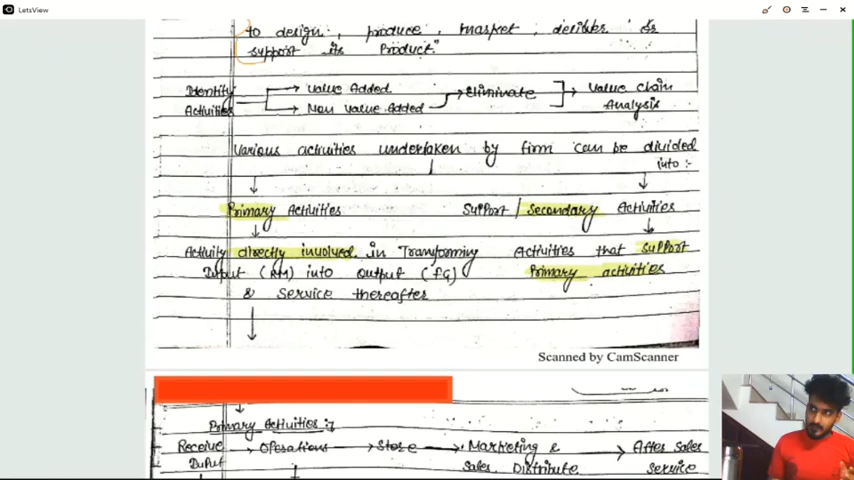 LetsView
to design, produce, market, deliber or
support its Product"
Identity → Value Added → Eliminate → Value chain
Activities → Non Value Added Analysis
Various activities undertaken by firm can be divided
into :-
Primary Activities Support / Secondary Activities
Activity directly involved in Transforming Activities that support
Input (RM) into output (FG) Primary activities
& Service thereafter
Scanned by CamScanner
Primary Activities :-
Receive → Operations → Store → Marketing & → After Sales
Input Sales, Distribute Service